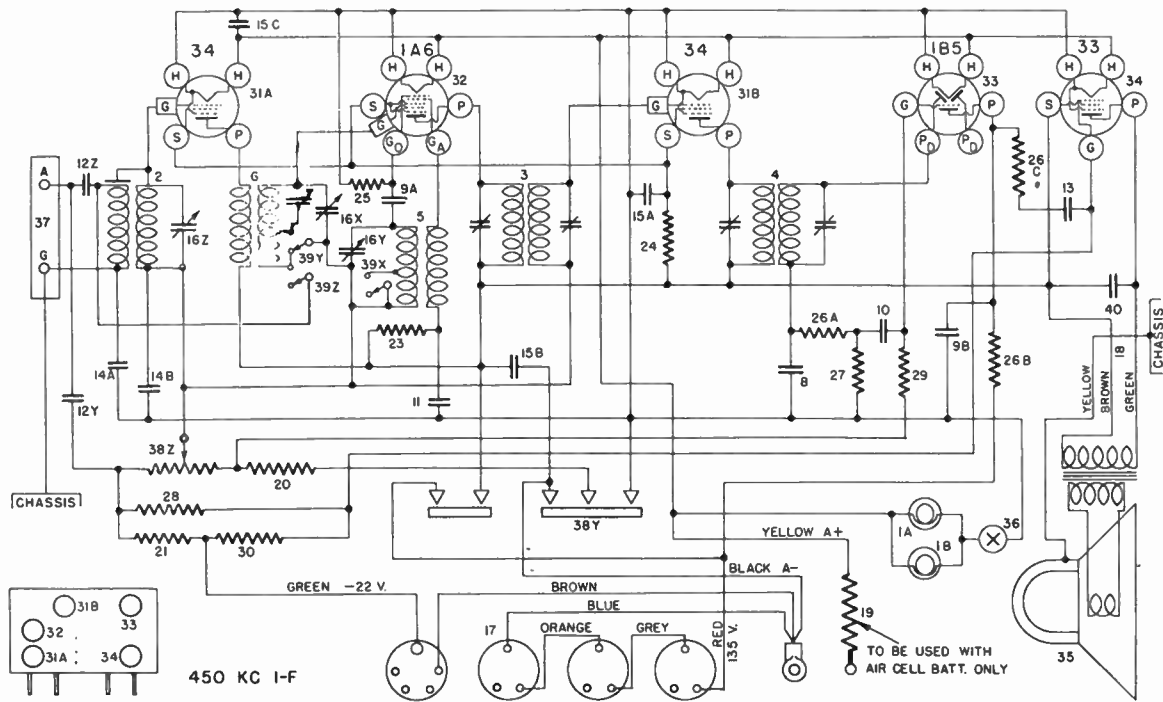 15C
34
H
H
G
S
P
31A
1A6
H
H
32
S
P
G
GO
GA
34
H
H
G
S
P
31B
1B5
H
H
33
G
P
PD
PD
33
H
H
34
S
P
G
A
37
G
12Z
2
16Z
G
25
9A
16X
16Y
39Y
39X
39Z
5
3
15A
24
4
26C
13
23
15B
11
14A
14B
12Y
26A
10
8
27
29
9B
26B
40
18
YELLOW
BROWN
GREEN
CHASSIS
CHASSIS
38Z
20
28
21
30
38Y
1A
1B
36
YELLOW A+
BLACK A-
GREEN -22 V.
BROWN
BLUE
17
ORANGE
GREY
RED
135 V.
19
TO BE USED WITH
AIR CELL BATT. ONLY
35
31B
33
32
31A
34
450 KC I-F